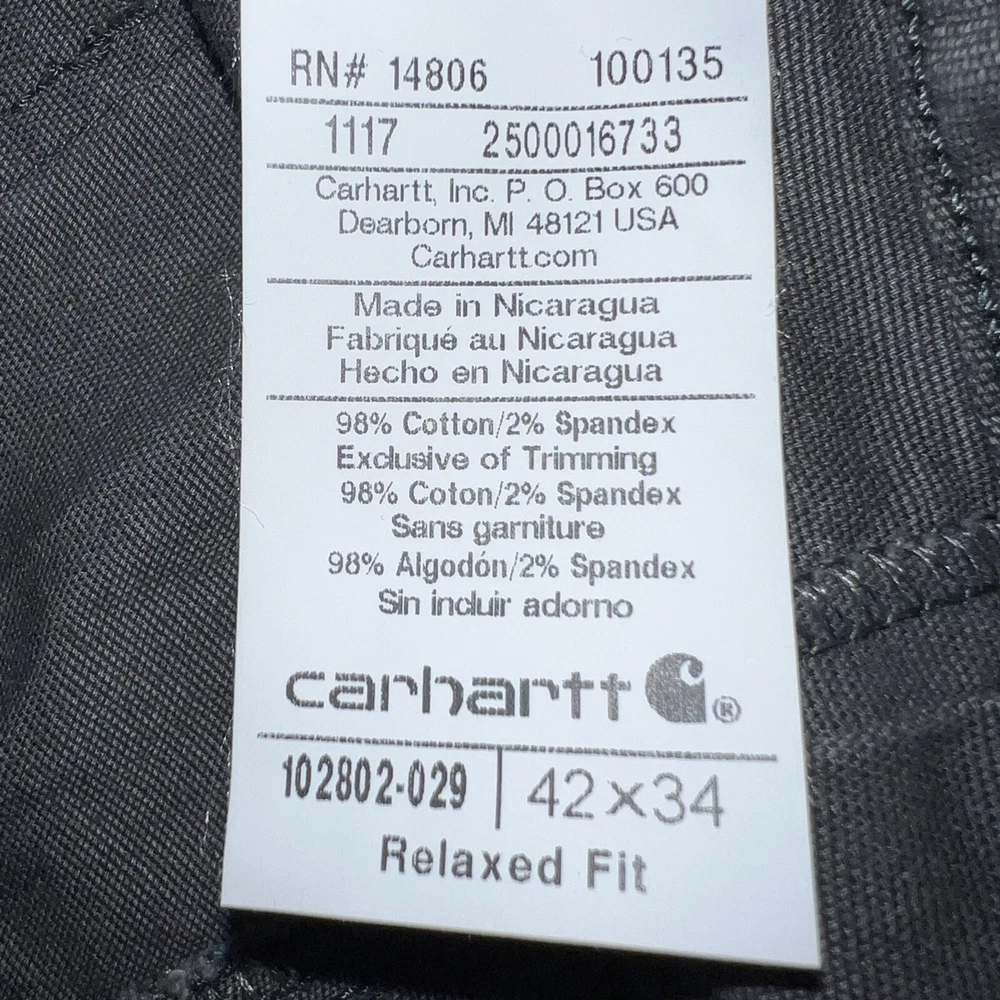 RN# 14806 100135
1117 2500016733
Carhartt, Inc. P. O. Box 600
Dearborn, MI 48121 USA
Carhartt.com
Made in Nicaragua
Fabriqué au Nicaragua
Hecho en Nicaragua
98% Cotton/2% Spandex
Exclusive of Trimming
98% Coton/2% Spandex
Sans garniture
98% Algodón/2% Spandex
Sin incluir adorno
carhartt ®
102802-029 | 42x34
Relaxed Fit